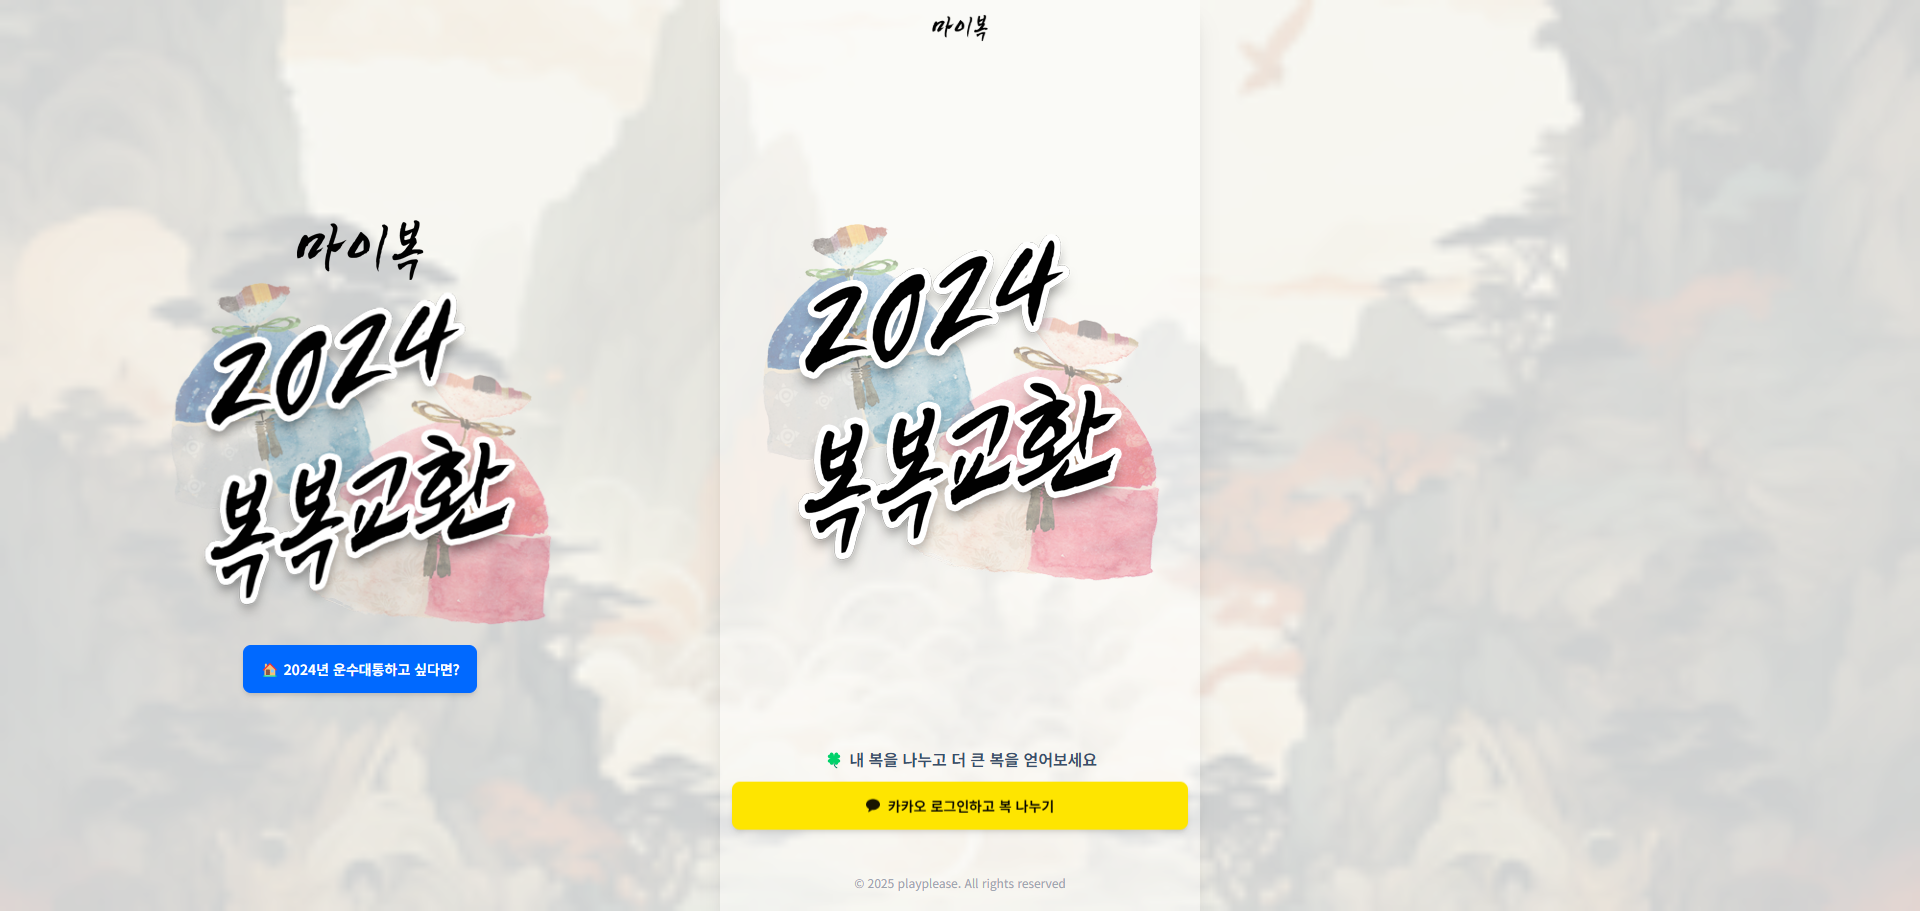 마이복
2024
복복교환
🏠 2024년 운수대통하고 싶다면?
마이복
2024
복복교환
🍀 내 복을 나누고 더 큰 복을 얻어보세요
카카오 로그인하고 복 나누기
© 2025 playplease. All rights reserved